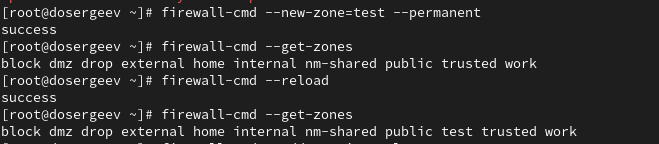 [root@dosergeev ~]# firewall-cmd --new-zone=test --permanent
success
[root@dosergeev ~]# firewall-cmd --get-zones
block dmz drop external home internal nm-shared public trusted work
[root@dosergeev ~]# firewall-cmd --reload
success
[root@dosergeev ~]# firewall-cmd --get-zones
block dmz drop external home internal nm-shared public test trusted work